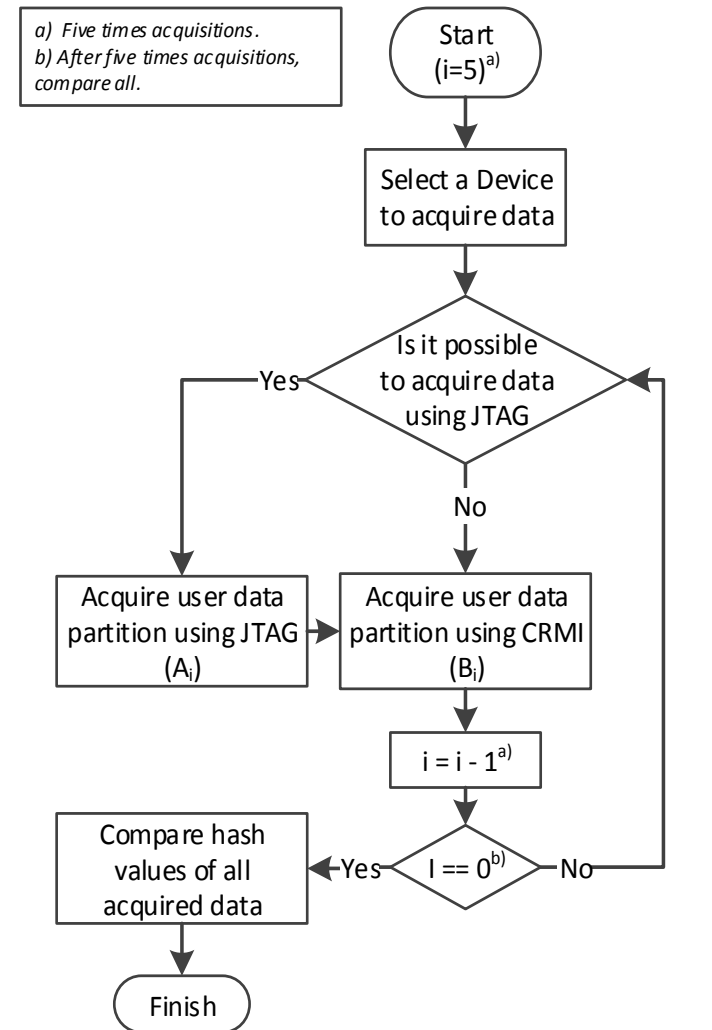 a) Five times acquisitions.
b) After five times acquisitions,
compare all.
Start
(i=5)a)
Select a Device
to acquire data
Is it possible
to acquire data
using JTAG
Yes
No
Acquire user data
partition using JTAG
(Ai)
Acquire user data
partition using CRMI
(Bi)
i = i - 1a)
I == 0b)
Yes
No
Compare hash
values of all
acquired data
Finish